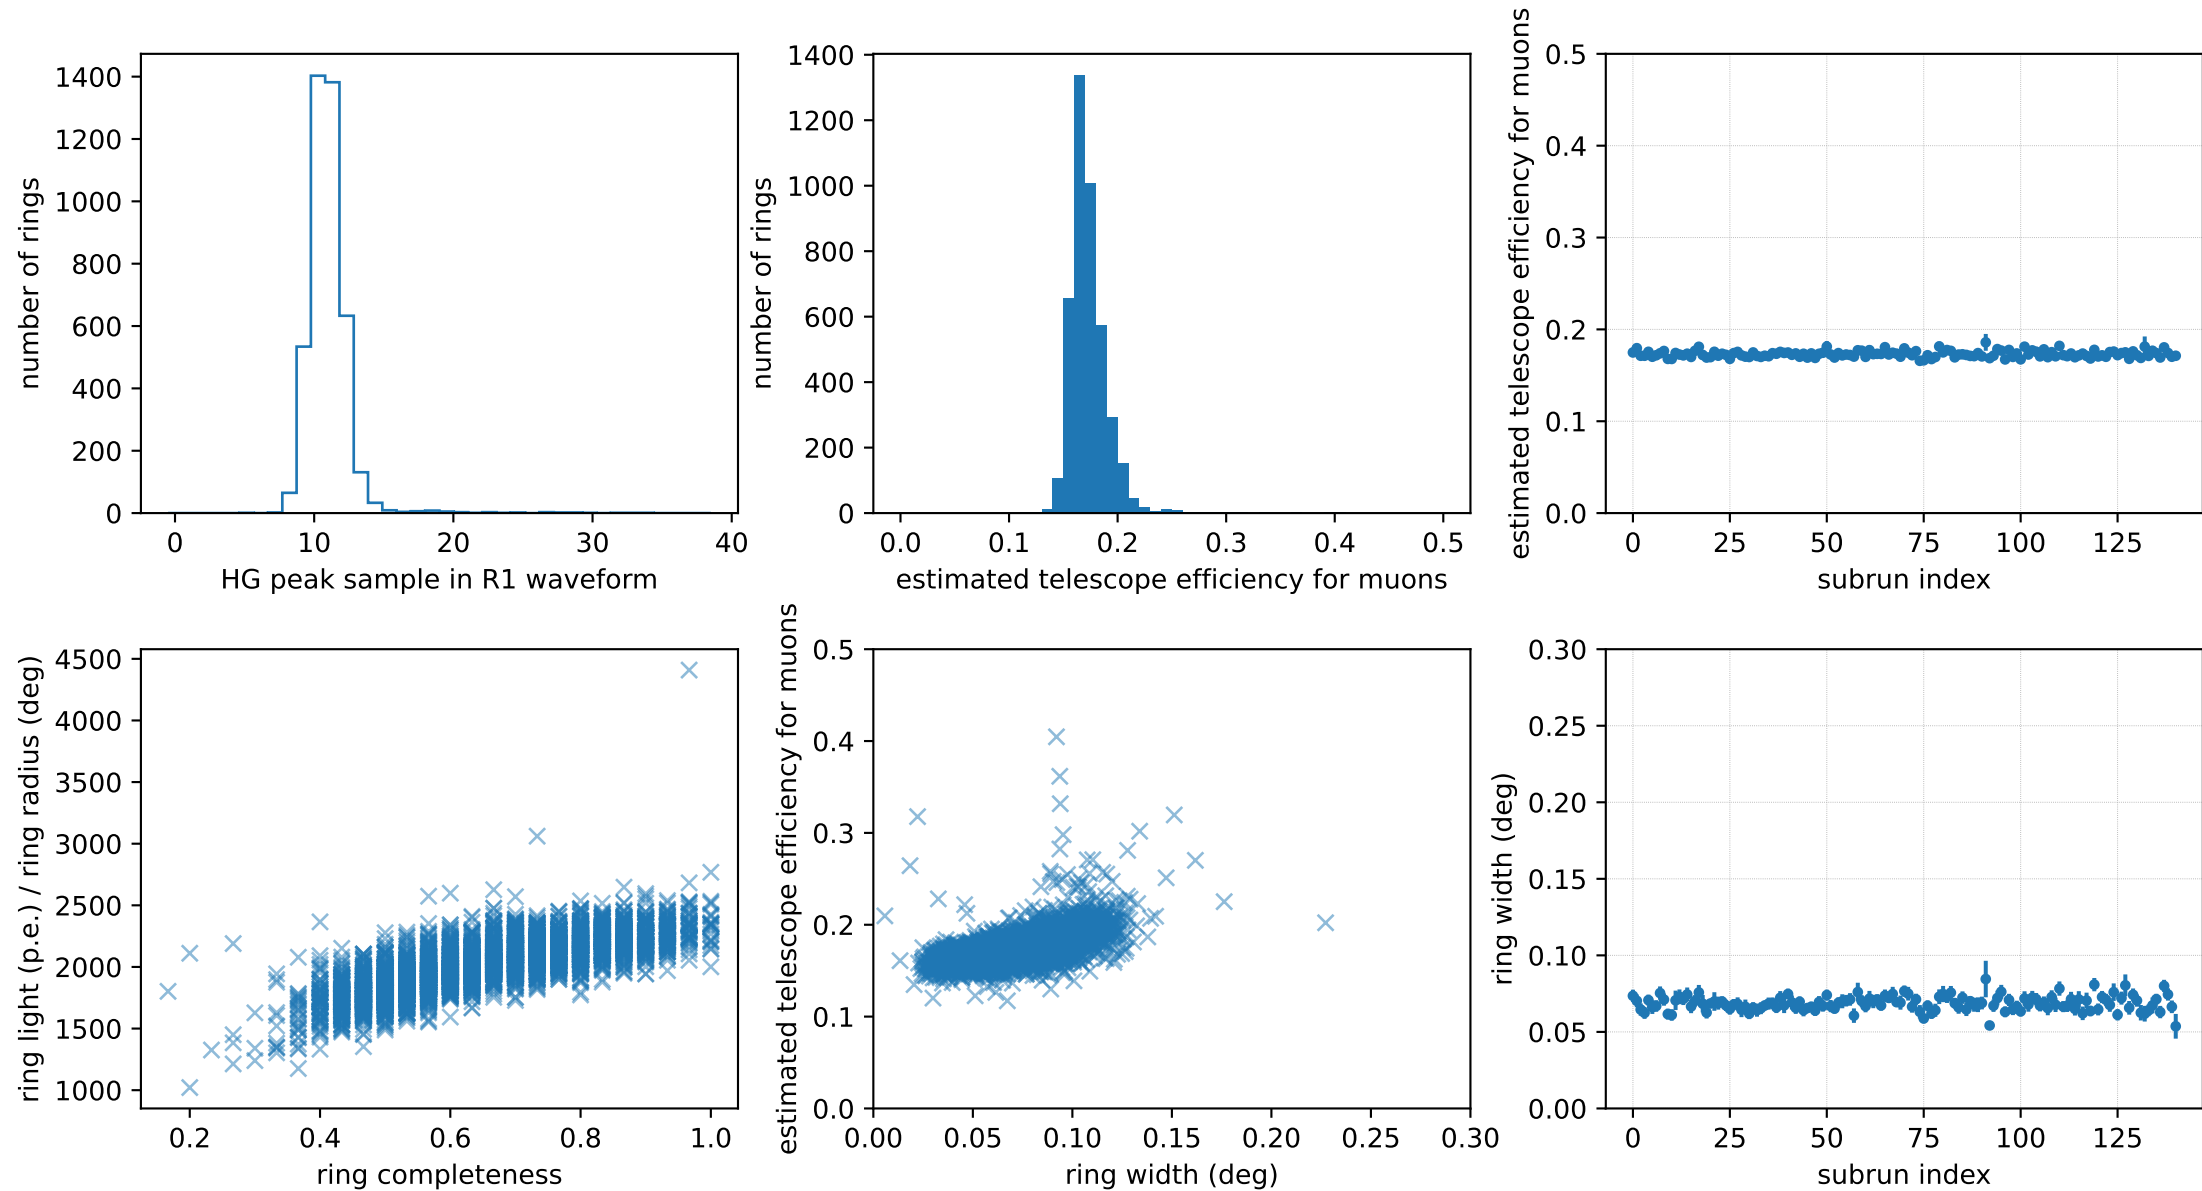 1400
1200
1000
800
600
400
200
0
number of rings
0 10 20 30 40
HG peak sample in R1 waveform
1400
1200
1000
800
600
400
200
0
number of rings
0.0 0.1 0.2 0.3 0.4 0.5
estimated telescope efficiency for muons
0.5
0.4
0.3
0.2
0.1
0.0
estimated telescope efficiency for muons
0 25 50 75 100 125
subrun index
4500
4000
3500
3000
2500
2000
1500
1000
ring light (p.e.) / ring radius (deg)
0.2 0.4 0.6 0.8 1.0
ring completeness
0.5
0.4
0.3
0.2
0.1
0.0
estimated telescope efficiency for muons
0.00 0.05 0.10 0.15 0.20 0.25 0.30
ring width (deg)
0.30
0.25
0.20
0.15
0.10
0.05
0.00
ring width (deg)
0 25 50 75 100 125
subrun index